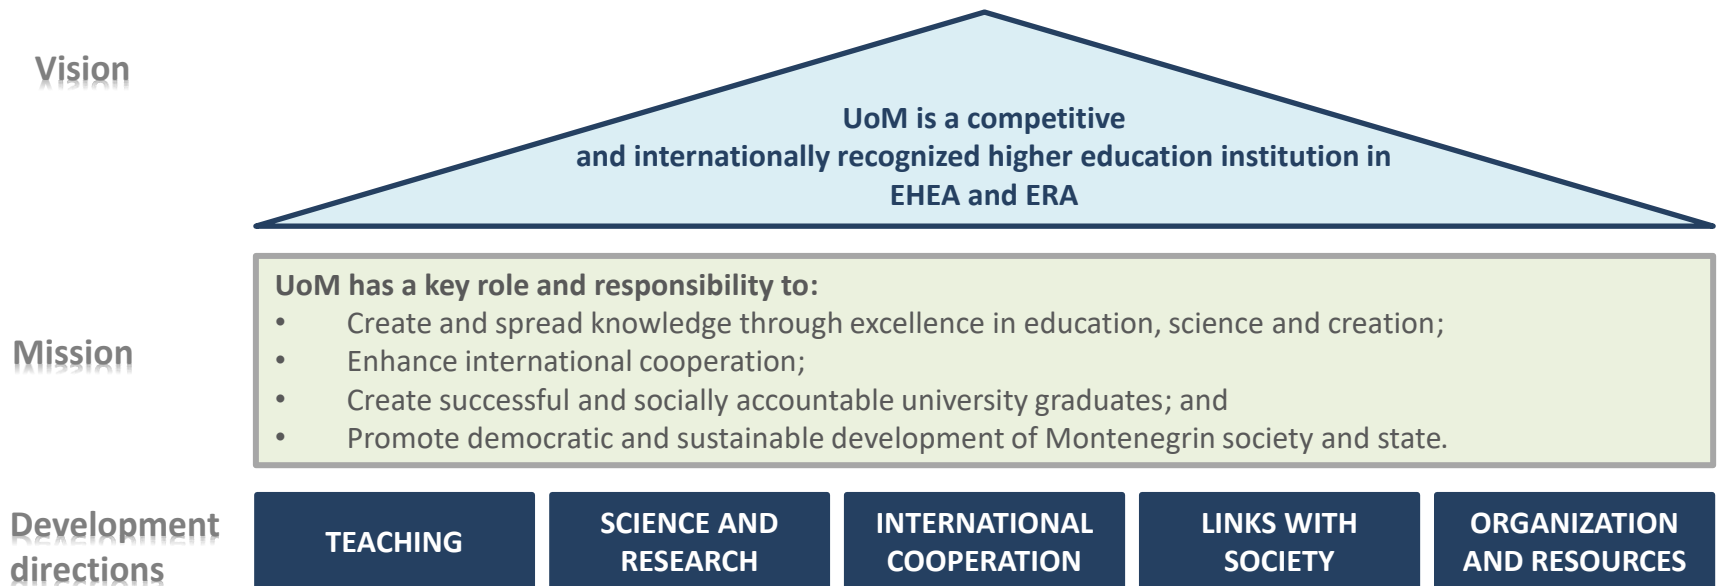 Vision
UoM is a competitive
and internationally recognized higher education institution in
EHEA and ERA
Mission
UoM has a key role and responsibility to:
• Create and spread knowledge through excellence in education, science and creation;
• Enhance international cooperation;
• Create successful and socially accountable university graduates; and
• Promote democratic and sustainable development of Montenegrin society and state.
Development
directions
TEACHING
SCIENCE AND
RESEARCH
INTERNATIONAL
COOPERATION
LINKS WITH
SOCIETY
ORGANIZATION
AND RESOURCES